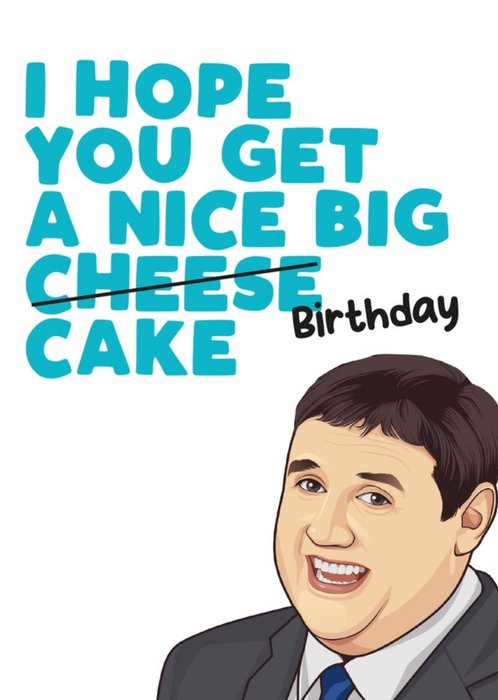 I HOPE
YOU GET
A NICE BIG
CHEESE
Birthday
CAKE